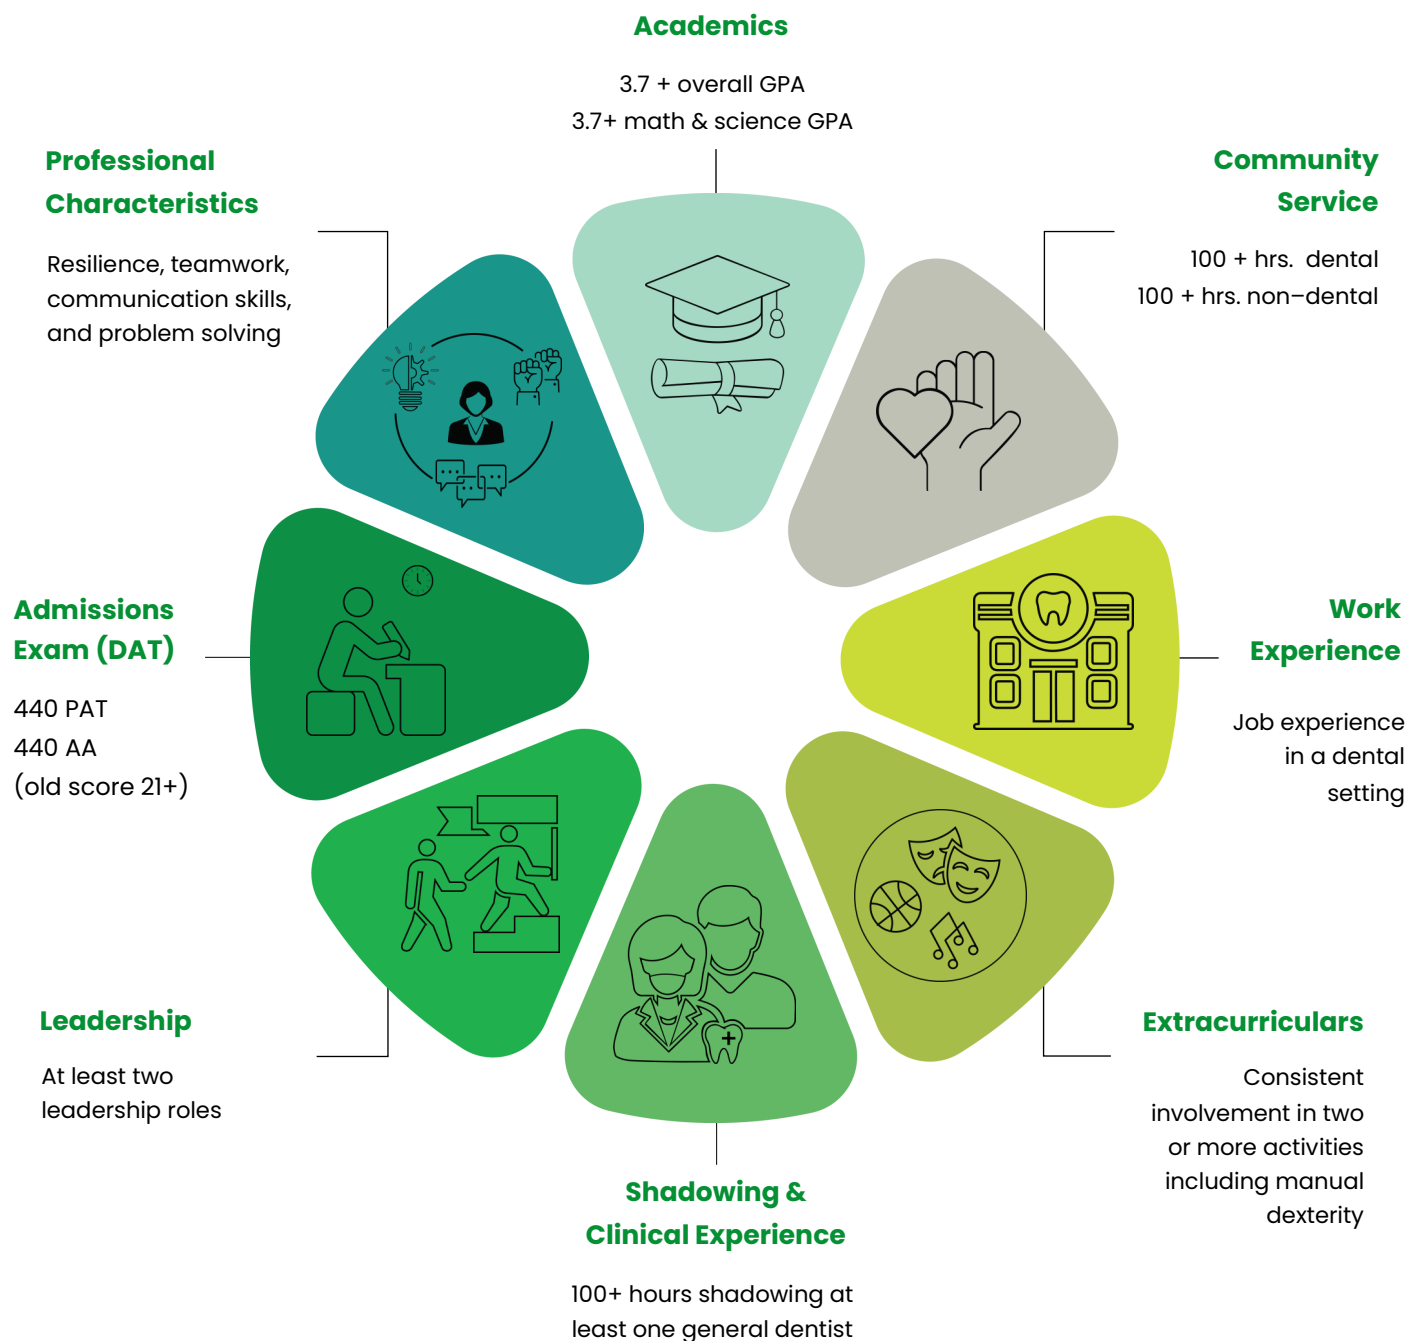 Academics
3.7 + overall GPA
3.7+ math & science GPA
Community
Service
100 + hrs. dental
100 + hrs. non–dental
Work
Experience
Job experience
in a dental
setting
Extracurriculars
Consistent
involvement in two
or more activities
including manual
dexterity
Shadowing &
Clinical Experience
100+ hours shadowing at
least one general dentist
Leadership
At least two
leadership roles
Admissions
Exam (DAT)
440 PAT
440 AA
(old score 21+)
Professional
Characteristics
Resilience, teamwork,
communication skills,
and problem solving